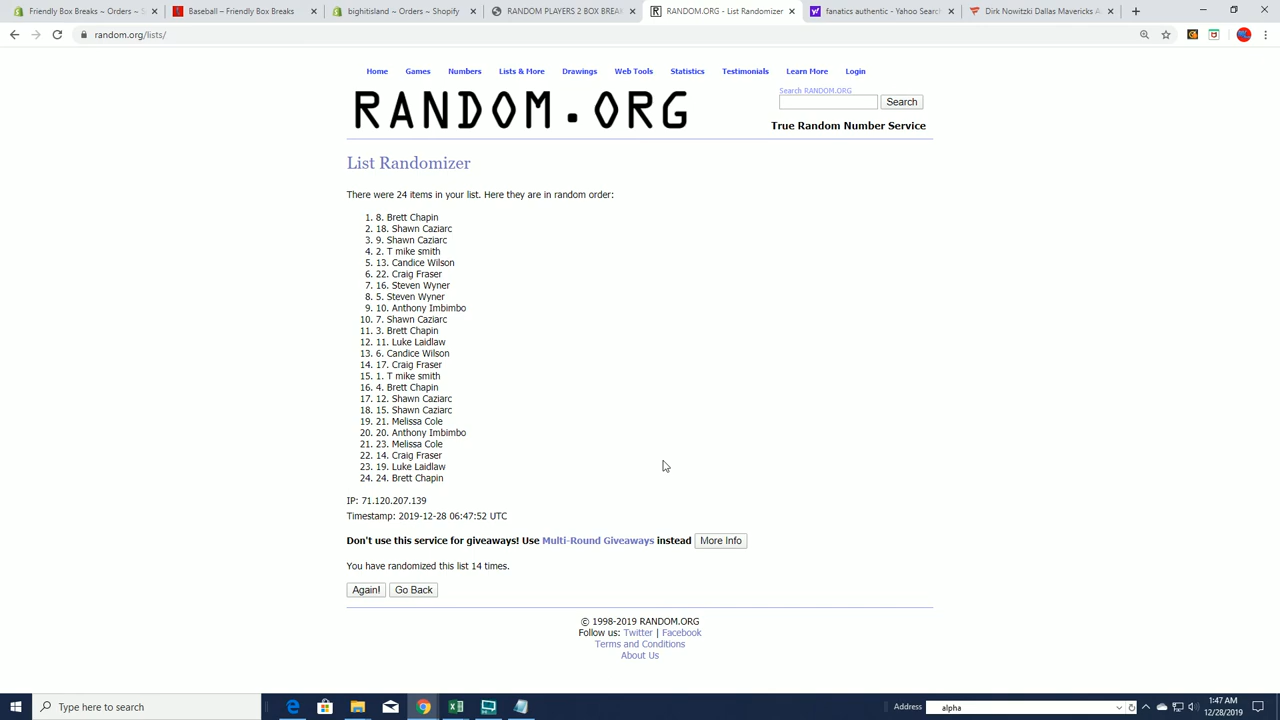 Friendly Box Breaks ~ Orders ~ S
Baseball – Friendly Box Breaks
bighitsinfo ~ Orders ~ Shopify
RANDOM PLAYERS 2 BOX BREAK
RANDOM.ORG - List Randomizer
fanatics authentic - Yahoo Search
Dirk Nowitzki Dallas Mavericks A
random.org/lists/
Home Games Numbers Lists & More Drawings Web Tools Statistics Testimonials Learn More Login
RANDOM.ORG
Search RANDOM.ORG
Search
True Random Number Service
List Randomizer
There were 24 items in your list. Here they are in random order:
1. 8. Brett Chapin
2. 18. Shawn Caziarc
3. 9. Shawn Caziarc
4. 2. T mike smith
5. 13. Candice Wilson
6. 22. Craig Fraser
7. 16. Steven Wyner
8. 5. Steven Wyner
9. 10. Anthony Imbimbo
10. 7. Shawn Caziarc
11. 3. Brett Chapin
12. 11. Luke Laidlaw
13. 6. Candice Wilson
14. 17. Craig Fraser
15. 1. T mike smith
16. 4. Brett Chapin
17. 12. Shawn Caziarc
18. 15. Shawn Caziarc
19. 21. Melissa Cole
20. 20. Anthony Imbimbo
21. 23. Melissa Cole
22. 14. Craig Fraser
23. 19. Luke Laidlaw
24. 24. Brett Chapin
IP: 71.120.207.139
Timestamp: 2019-12-28 06:47:52 UTC
Don't use this service for giveaways! Use Multi-Round Giveaways instead More Info
You have randomized this list 14 times.
Again! Go Back
© 1998-2019 RANDOM.ORG
Follow us: Twitter | Facebook
Terms and Conditions
About Us
Type here to search
Address alpha
1:47 AM
12/28/2019